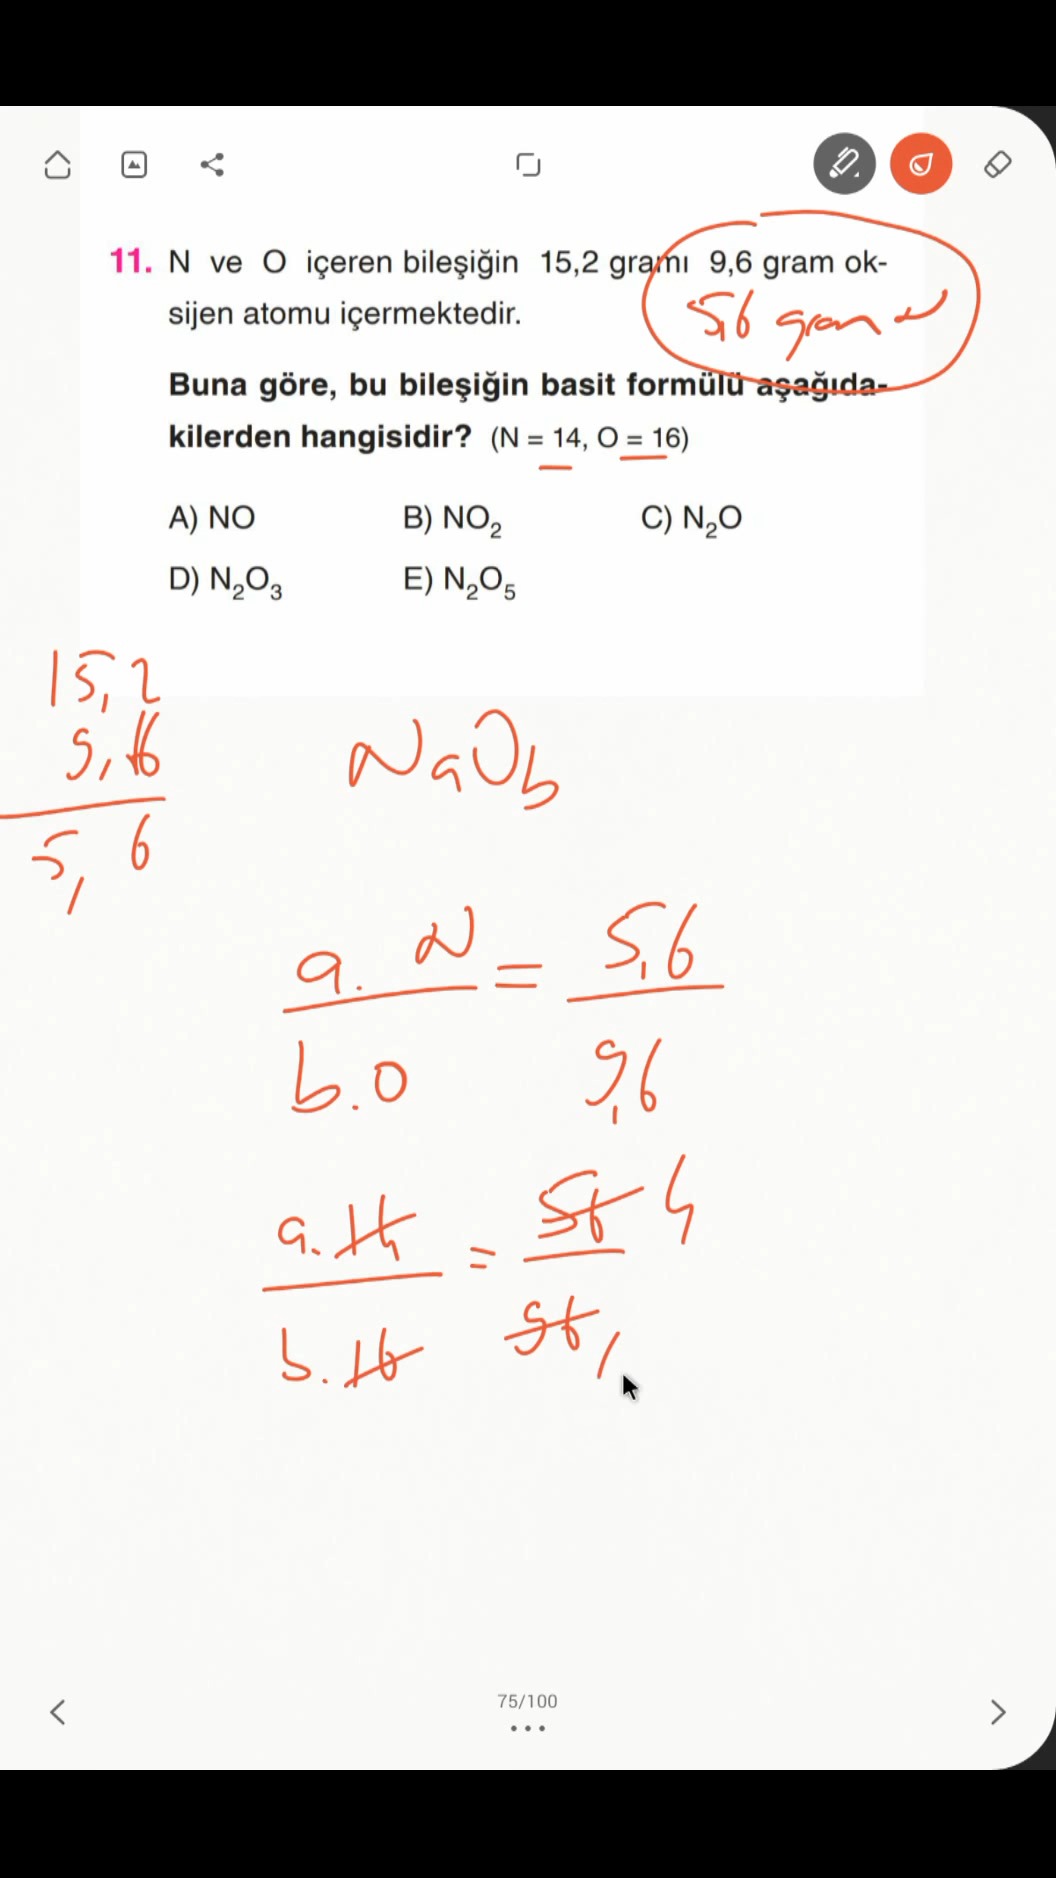 11. N ve O içeren bileşiğin 15,2 gramı 9,6 gram ok-
sijen atomu içermektedir.
5,6 gram N
Buna göre, bu bileşiğin basit formülü aşağıda-
kilerden hangisidir? (N = 14, O = 16)
A) NO B) NO₂ C) N₂O
D) N₂O₃ E) N₂O₅
15,2
9,6
5,6
NaOb
a. N = 5,6
b. O 9,6
a. 14 = 56 4
b. 16 96
75/100